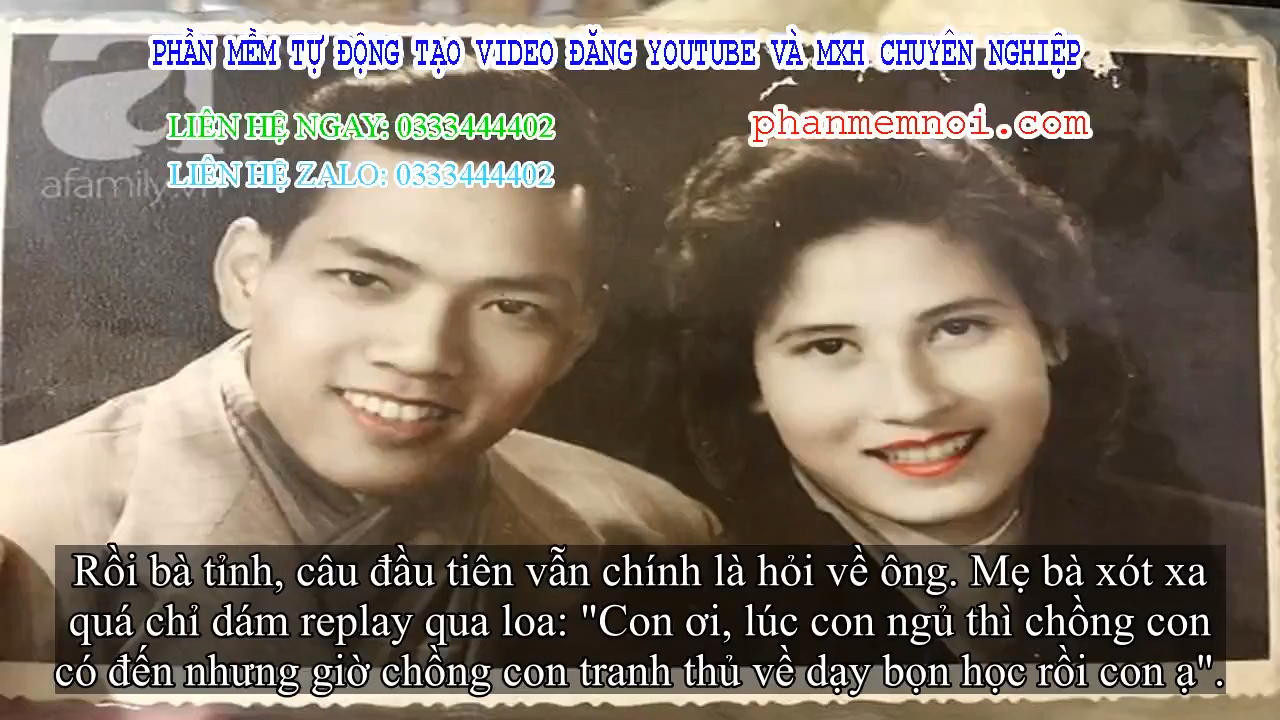 PHẦN MỀM TỰ ĐỘNG TẠO VIDEO ĐĂNG YOUTUBE VÀ MXH CHUYÊN NGHIỆP
a
LIÊN HỆ NGAY: 0333444402
phanmemnoi.com
LIÊN HỆ ZALO: 0333444402
afamily.vn
Rồi bà tỉnh, câu đầu tiên vẫn chính là hỏi về ông. Mẹ bà xót xa
quá chỉ dám replay qua loa: "Con ơi, lúc con ngủ thì chồng con
có đến nhưng giờ chồng con tranh thủ về dạy bọn học rồi con ạ".